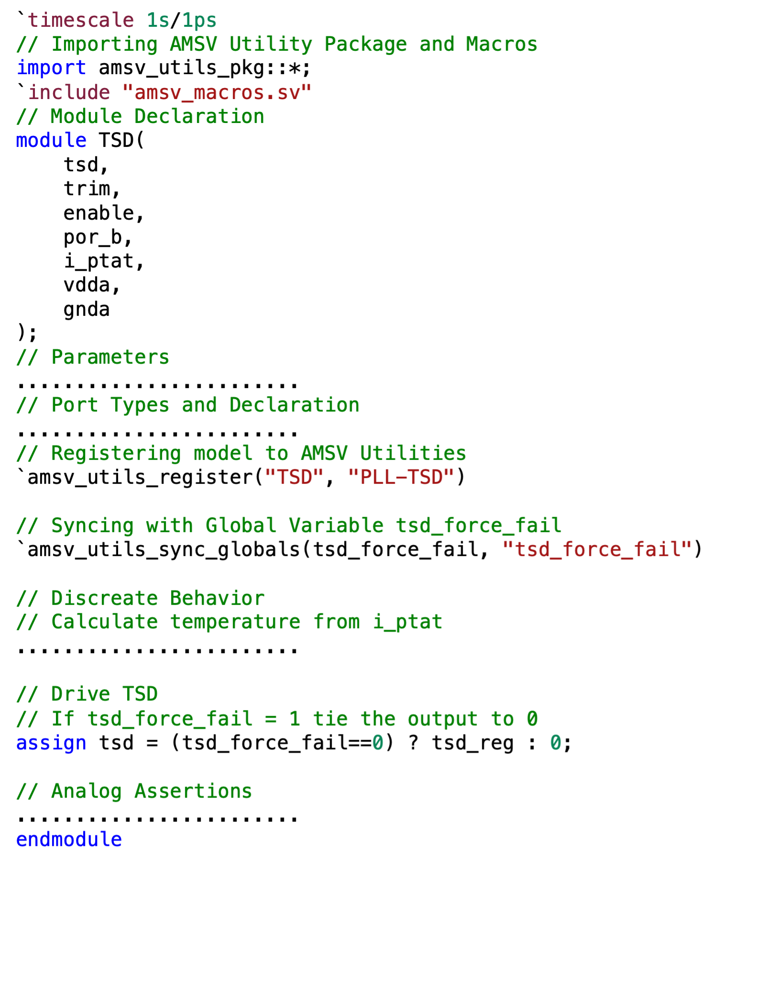 `timescale 1s/1ps
// Importing AMSV Utility Package and Macros
import amsv_utils_pkg::*;
`include "amsv_macros.sv"
// Module Declaration
module TSD(
    tsd,
    trim,
    enable,
    por_b,
    i_ptat,
    vdda,
    gnda
);
// Parameters
........................
// Port Types and Declaration
........................
// Registering model to AMSV Utilities
`amsv_utils_register("TSD", "PLL-TSD")
// Syncing with Global Variable tsd_force_fail
`amsv_utils_sync_globals(tsd_force_fail, "tsd_force_fail")
// Discreate Behavior
// Calculate temperature from i_ptat
........................
// Drive TSD
// If tsd_force_fail = 1 tie the output to 0
assign tsd = (tsd_force_fail==0) ? tsd_reg : 0;
// Analog Assertions
........................
endmodule